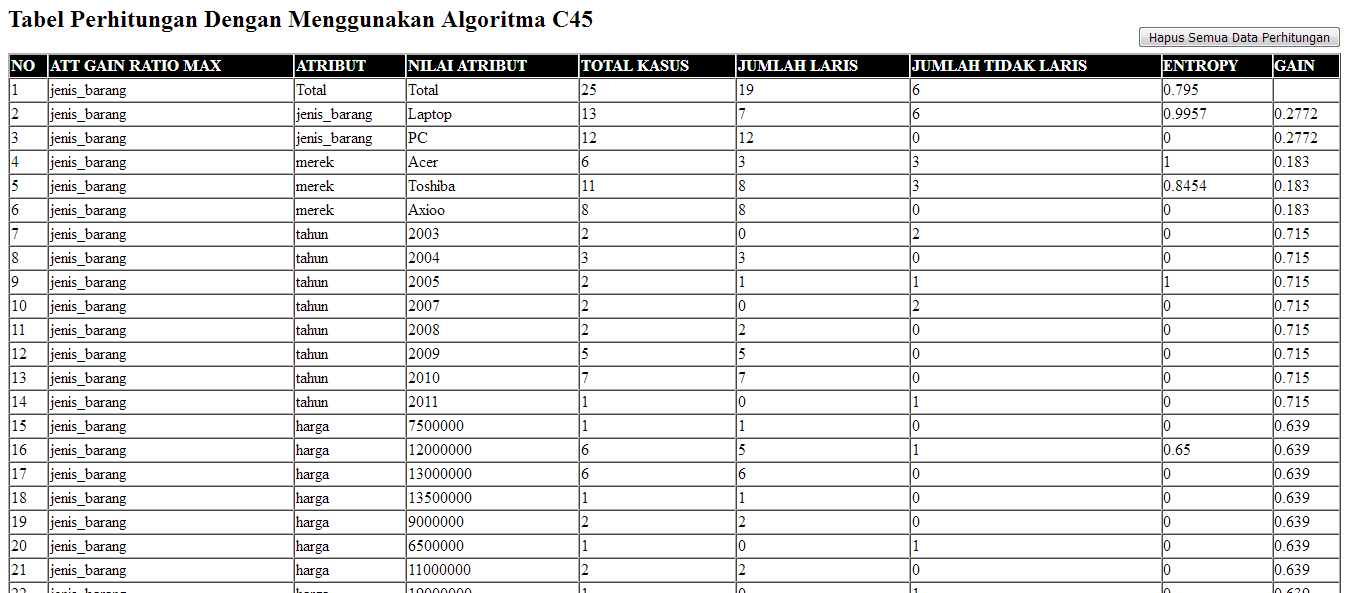 Tabel Perhitungan Dengan Menggunakan Algoritma C45
Hapus Semua Data Perhitungan
NO ATT GAIN RATIO MAX ATRIBUT NILAI ATRIBUT TOTAL KASUS JUMLAH LARIS JUMLAH TIDAK LARIS ENTROPY GAIN
1 jenis_barang Total Total 25 19 6 0.795
2 jenis_barang jenis_barang Laptop 13 7 6 0.9957 0.2772
3 jenis_barang jenis_barang PC 12 12 0 0 0.2772
4 jenis_barang merek Acer 6 3 3 1 0.183
5 jenis_barang merek Toshiba 11 8 3 0.8454 0.183
6 jenis_barang merek Axioo 8 8 0 0 0.183
7 jenis_barang tahun 2003 2 0 2 0 0.715
8 jenis_barang tahun 2004 3 3 0 0 0.715
9 jenis_barang tahun 2005 2 1 1 1 0.715
10 jenis_barang tahun 2007 2 0 2 0 0.715
11 jenis_barang tahun 2008 2 2 0 0 0.715
12 jenis_barang tahun 2009 5 5 0 0 0.715
13 jenis_barang tahun 2010 7 7 0 0 0.715
14 jenis_barang tahun 2011 1 0 1 0 0.715
15 jenis_barang harga 7500000 1 1 0 0 0.639
16 jenis_barang harga 12000000 6 5 1 0.65 0.639
17 jenis_barang harga 13000000 6 6 0 0 0.639
18 jenis_barang harga 13500000 1 1 0 0 0.639
19 jenis_barang harga 9000000 2 2 0 0 0.639
20 jenis_barang harga 6500000 1 0 1 0 0.639
21 jenis_barang harga 11000000 2 2 0 0 0.639